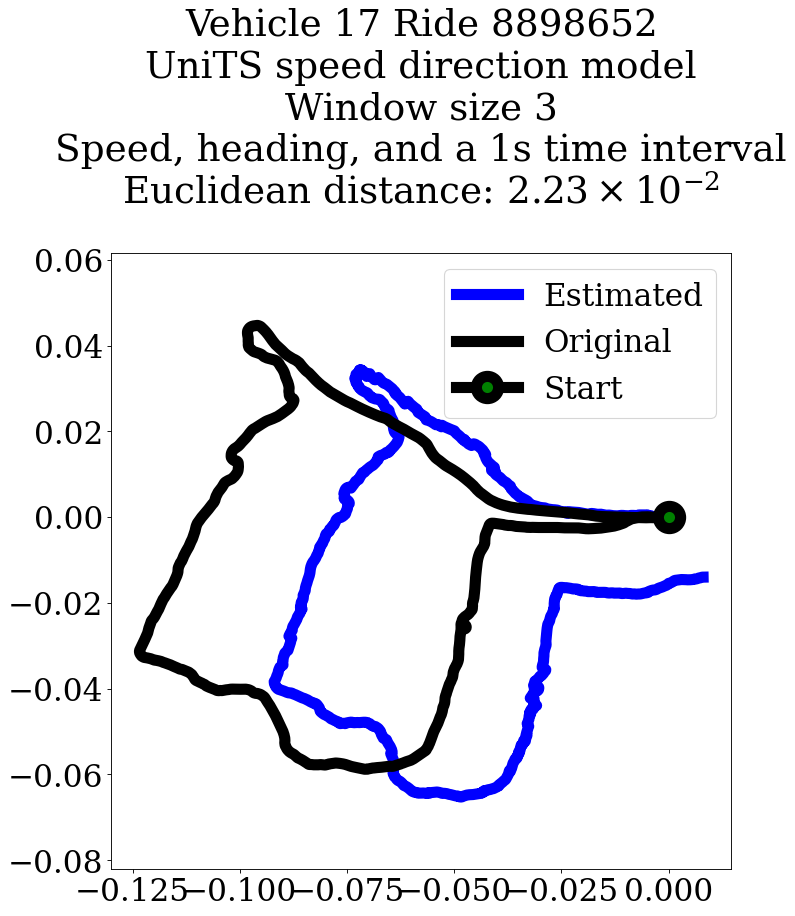 Vehicle 17 Ride 8898652
UniTS speed direction model
Window size 3
Speed, heading, and a 1s time interval
Euclidean distance: 2.23 × 10⁻²
Estimated
Original
Start
0.06
0.04
0.02
0.00
−0.02
−0.04
−0.06
−0.08
−0.125
−0.100
−0.075
−0.050
−0.025
0.000